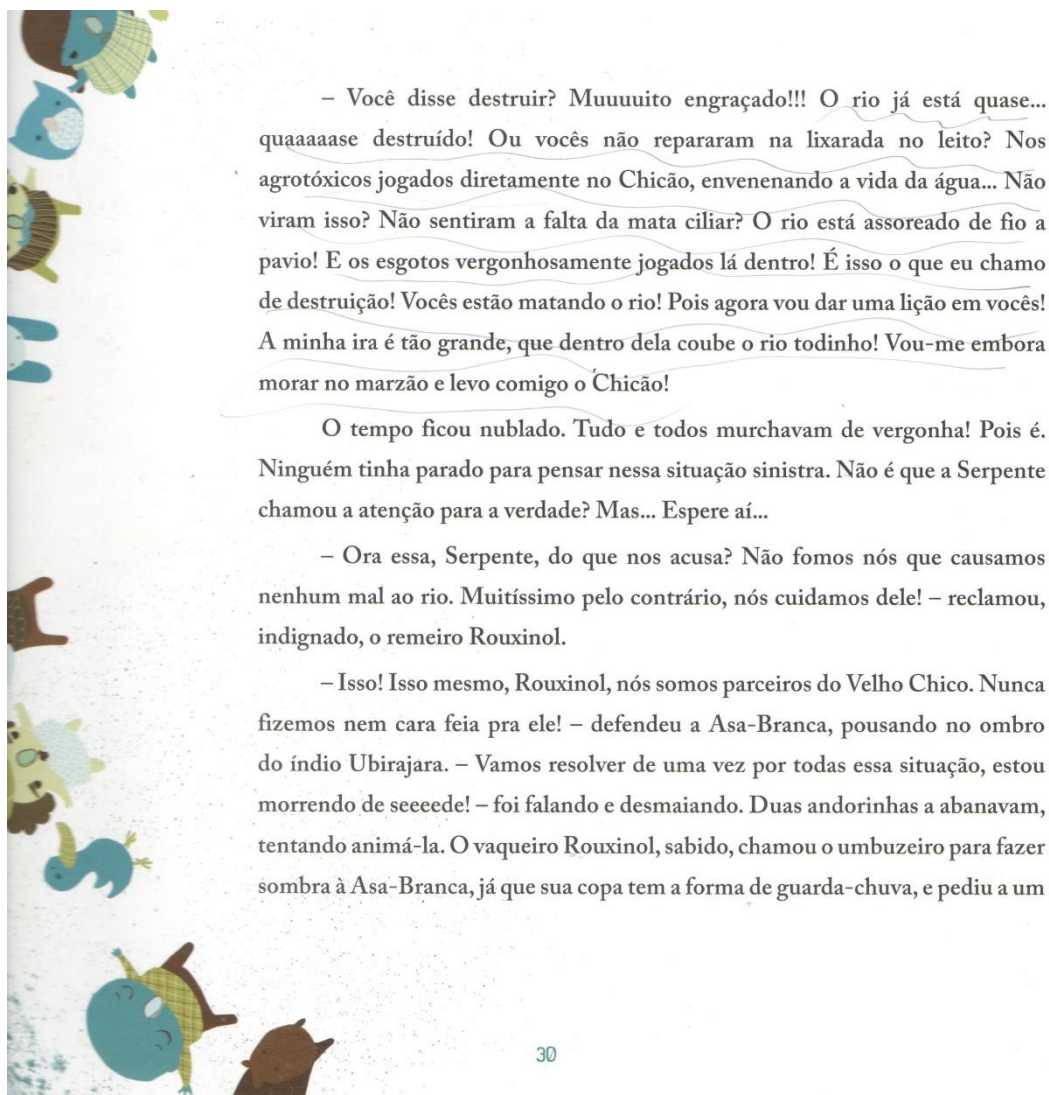 – Você disse destruir? Muuuuito engraçado!!! O rio já está quase...
quaaaaase destruído! Ou vocês não repararam na lixarada no leito? Nos
agrotóxicos jogados diretamente no Chicão, envenenando a vida da água... Não
viram isso? Não sentiram a falta da mata ciliar? O rio está assoreado de fio a
pavio! E os esgotos vergonhosamente jogados lá dentro! É isso o que eu chamo
de destruição! Vocês estão matando o rio! Pois agora vou dar uma lição em vocês!
A minha ira é tão grande, que dentro dela coube o rio todinho! Vou-me embora
morar no marzão e levo comigo o Chicão!
O tempo ficou nublado. Tudo e todos murchavam de vergonha! Pois é.
Ninguém tinha parado para pensar nessa situação sinistra. Não é que a Serpente
chamou a atenção para a verdade? Mas... Espere aí...
– Ora essa, Serpente, do que nos acusa? Não fomos nós que causamos
nenhum mal ao rio. Muitíssimo pelo contrário, nós cuidamos dele! – reclamou,
indignado, o remeiro Rouxinol.
– Isso! Isso mesmo, Rouxinol, nós somos parceiros do Velho Chico. Nunca
fizemos nem cara feia pra ele! – defendeu a Asa-Branca, pousando no ombro
do índio Ubirajara. – Vamos resolver de uma vez por todas essa situação, estou
morrendo de seeeede! – foi falando e desmaiando. Duas andorinhas a abanavam,
tentando animá-la. O vaqueiro Rouxinol, sabido, chamou o umbuzeiro para fazer
sombra à Asa-Branca, já que sua copa tem a forma de guarda-chuva, e pediu a um
30